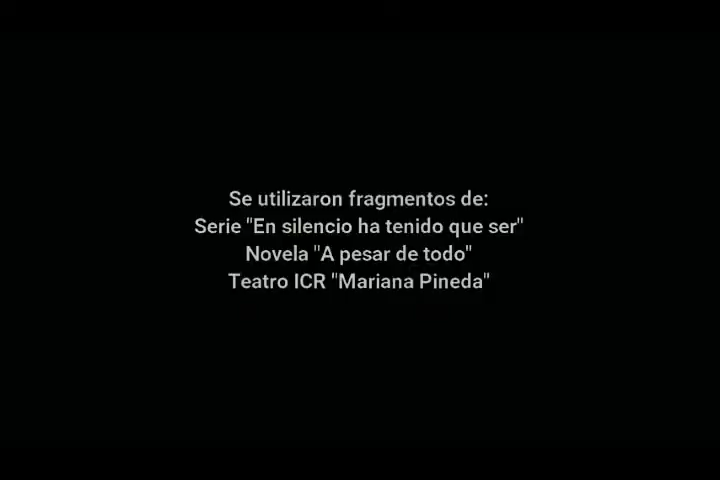 Se utilizaron fragmentos de:
Serie "En silencio ha tenido que ser"
Novela "A pesar de todo"
Teatro ICR "Mariana Pineda"